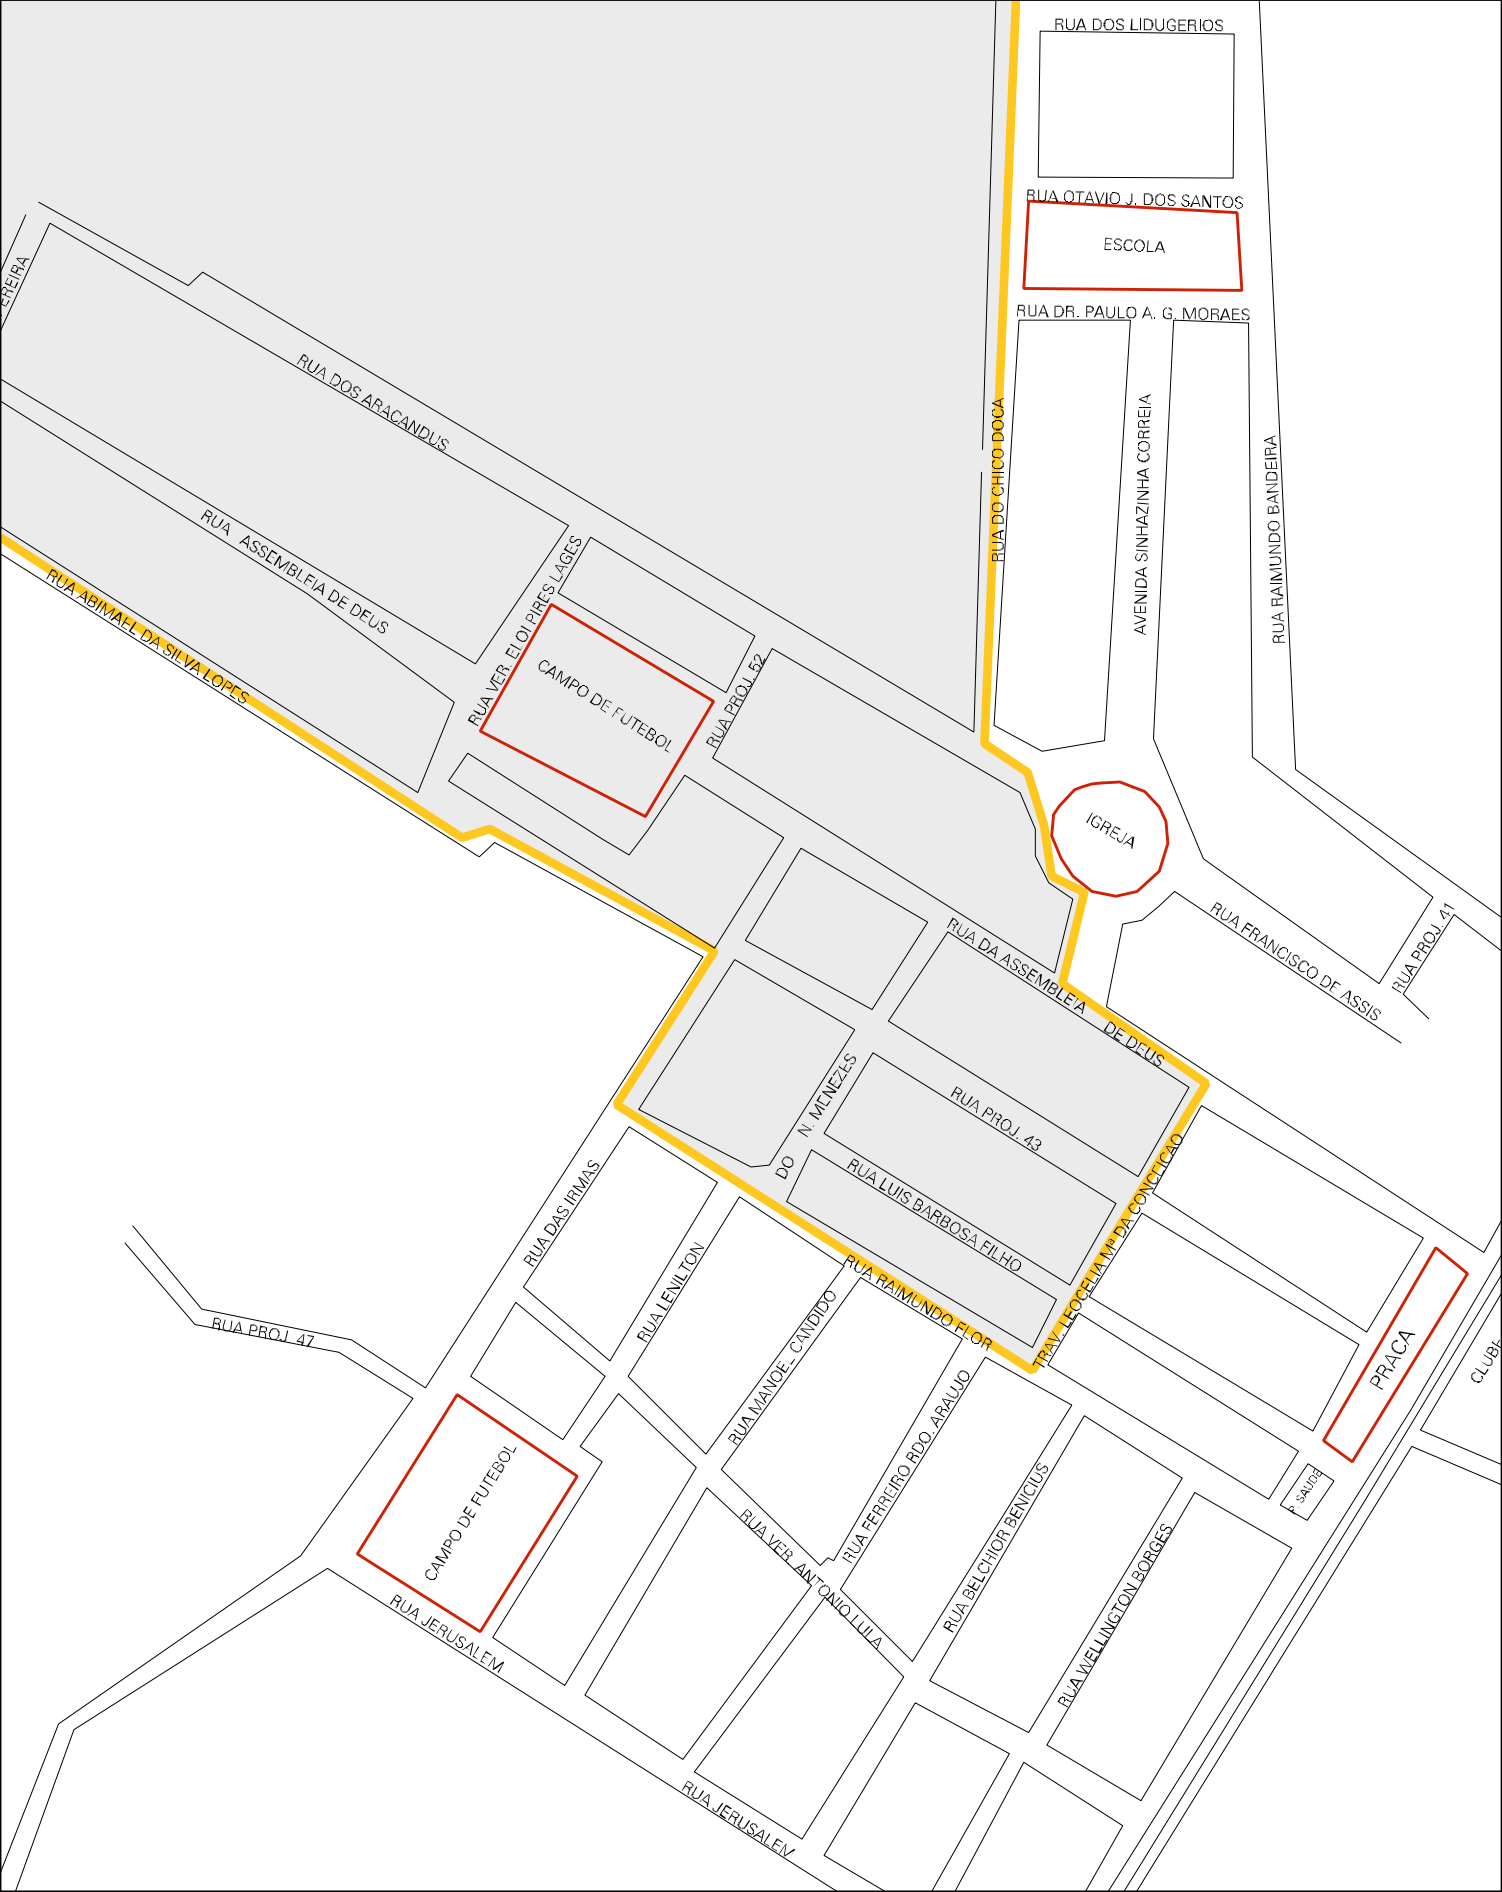 RUA DOS LIDUGERIOS
RUA OTAVIO J. DOS SANTOS
ESCOLA
RUA DR. PAULO A. G. MORAES
EREIRA
RUA DOS ARACANDUS
RUA DO CHICO DOCA
AVENIDA SINHAZINHA CORREIA
RUA RAIMUNDO BANDEIRA
RUA ASSEMBLEIA DE DEUS
RUA ABIMAEL DA SILVA LOPES
RUA VER. ELOI PIRES LAGES
CAMPO DE FUTEBOL
RUA PROJ. 52
IGREJA
RUA FRANCISCO DE ASSIS
RUA PROJ. 41
RUA DA ASSEMBLEIA DE DEUS
DO N. MENEZES
RUA PROJ. 43
RUA LUIS BARBOSA FILHO
TRAV. LEOCELIA Mª DA CONCEICAO
RUA RAIMUNDO FLOR
RUA DAS IRMAS
RUA LENILTON
RUA PROJ. 47
RUA MANOEL CANDIDO
RUA FERREIRO RDO. ARAUJO
PRACA
CLUBE
P. SAUDE
CAMPO DE FUTEBOL
RUA VER. ANTONIO LULA
RUA BELCHIOR BENICIUS
RUA WELLINGTON BORGES
RUA JERUSALEM
RUA JERUSALEM